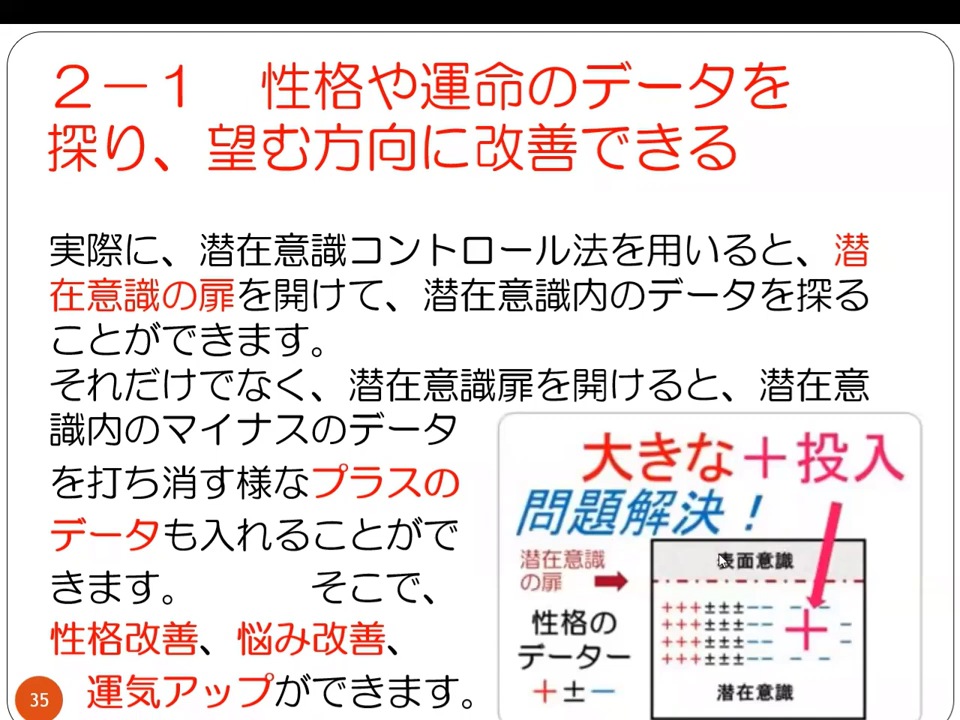 ２－１　性格や運命のデータを
探り、望む方向に改善できる
実際に、潜在意識コントロール法を用いると、潜
在意識の扉を開けて、潜在意識内のデータを探る
ことができます。
それだけでなく、潜在意識扉を開けると、潜在意
識内のマイナスのデータ
を打ち消す様なプラスの
データも入れることがで
きます。　　　そこで、
性格改善、悩み改善、
運気アップができます。
大きな＋投入
問題解決！
潜在意識
の扉
表面意識
性格の
データー
＋±－
+++±±±－－ － －
+++±±±－－ ＋ －
+++±±±－－ －
+++±±±－－ － －
潜在意識
35